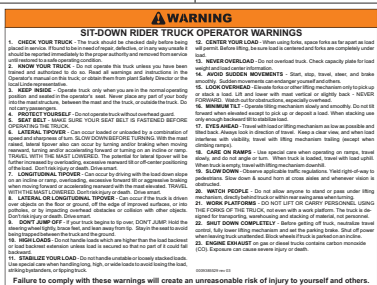 WARNING
SIT-DOWN RIDER TRUCK OPERATOR WARNINGS
1. CHECK YOUR TRUCK - The truck should be checked daily before being
placed in service. If found to be in need of repair, defective, or in any way unsafe it
should be reported immediately to the proper authority and removed from service
until restored to a safe operating condition.
2. KNOW YOUR TRUCK - Do not operate this truck unless you have been
trained and authorized to do so. Read all warnings and instructions in the
Operator's manual on this truck; or obtain them from your plant Safety Director or the
local Linde representative.
3. KEEP INSIDE - Operate truck only when you are in the normal operating
position and seated in the operator's seat. Never place any part of your body
into the mast structure, between the mast and the truck, or outside the truck. Do
not carry passengers.
4. PROTECT YOURSELF - Do not operate truck without overhead guard.
5. SEAT BELT - MAKE SURE YOUR SEAT BELT IS FASTENED BEFORE
OPERATING THE TRUCK.
6. LATERAL TIPOVER - Can occur loaded or unloaded by a combination of
speed and sharpness of turn. SLOW DOWN BEFORE TURNING. With the mast
raised, lateral tipover also can occur by turning and/or braking when moving
rearward, turning and/or accelerating forward or turning on an incline or ramp.
TRAVEL WITH THE MAST LOWERED. The potential for lateral tipover will be
further increased by overloading, excessive rearward tilt or off-center positioning
of the load. Don't risk injury or death. Drive smart.
7. LONGITUDINAL TIPOVER - Can occur by driving with the load down slope
on an incline or ramp, overloading, excessive forward tilt or aggressive braking
when moving forward or accelerating rearward with the mast elevated. TRAVEL
WITH THE MAST LOWERED. Don't risk injury or death. Drive smart.
8. LATERAL OR LONGITUDINAL TIPOVER - Can occur if the truck is driven
over objects on the floor or ground, off the edge of improved surfaces, or into
potholes, or by impacting overhead obstacles or collision with other objects.
Don't risk injury or death. Drive smart.
9. DON'T JUMP OFF - If your truck begins to tip over, DON'T JUMP. Hold the
steering wheel tightly, brace feet, and lean away from tip. Stay in the seat to avoid
being trapped between the truck and the ground.
10. HIGH LOADS - Do not handle loads which are higher than the load backrest
or load backrest extension unless load is secured so that no part of it could fall
backward.
11. STABILIZE YOUR LOAD - Do not handle unstable or loosely stacked loads.
Use special care when handling long, high, or wide loads to avoid losing the load,
striking bystanders, or tipping truck.
12. CENTER YOUR LOAD - When using forks, space forks as far apart as load
will permit. Before lifting, be sure load is centered and forks are completely under
load.
13. NEVER OVERLOAD - Do not overload truck. Check capacity plate for load
weight and load center information.
14. AVOID SUDDEN MOVEMENTS - Start, stop, travel, steer, and brake
smoothly. Sudden movements can endanger yourself and others.
15. LOOK OVERHEAD - Elevate forks or other lifting mechanism only to pick up
or stack a load. Lift and lower with mast vertical or slightly back - NEVER
FORWARD. Watch out for obstructions, especially overhead.
16. MINIMUM TILT - Operate tilting mechanism slowly and smoothly. Do not tilt
forward when elevated except to pick up or deposit a load. When stacking use
only enough backward tilt to stabilize load.
17. EYES AHEAD - Travel with load or lifting mechanism as low as possible and
tilted back. Always look in direction of travel. Keep a clear view, and when load
interferes with visibility, travel with lifting mechanism trailing (except when
climbing ramps).
18. CARE ON RAMPS - Use special care when operating on ramps, travel
slowly, and do not angle or turn. When truck is loaded, travel with load uphill.
When truck is empty, travel with lifting mechanism downhill.
19. SLOW DOWN - Observe applicable traffic regulations. Yield right-of-way to
pedestrians. Slow down & sound horn at cross aisles and whenever vision is
obstructed.
20. WATCH PEOPLE - Do not allow anyone to stand or pass under lifting
mechanism, directly behind truck or within rear swing area when turning.
21. WORK PLATFORMS - DO NOT LIFT OR CARRY PERSONNEL USING
THE FORKS OF THE TRUCK, not even with a work platform. The truck is de-
signed for transporting, warehousing and stacking of material, not personnel.
22. SHUT DOWN COMPLETELY - Before getting off truck, neutralize travel
control, fully lower lifting mechanism and set the parking brake. Shut off power
when leaving truck unattended. Block wheels if truck is parked on an incline.
23. ENGINE EXHAUST from gas or diesel trucks contains carbon monoxide
(CO). Exposure can cause severe injury or death.
Failure to comply with these warnings will create an unreasonable risk of injury to yourself and others.